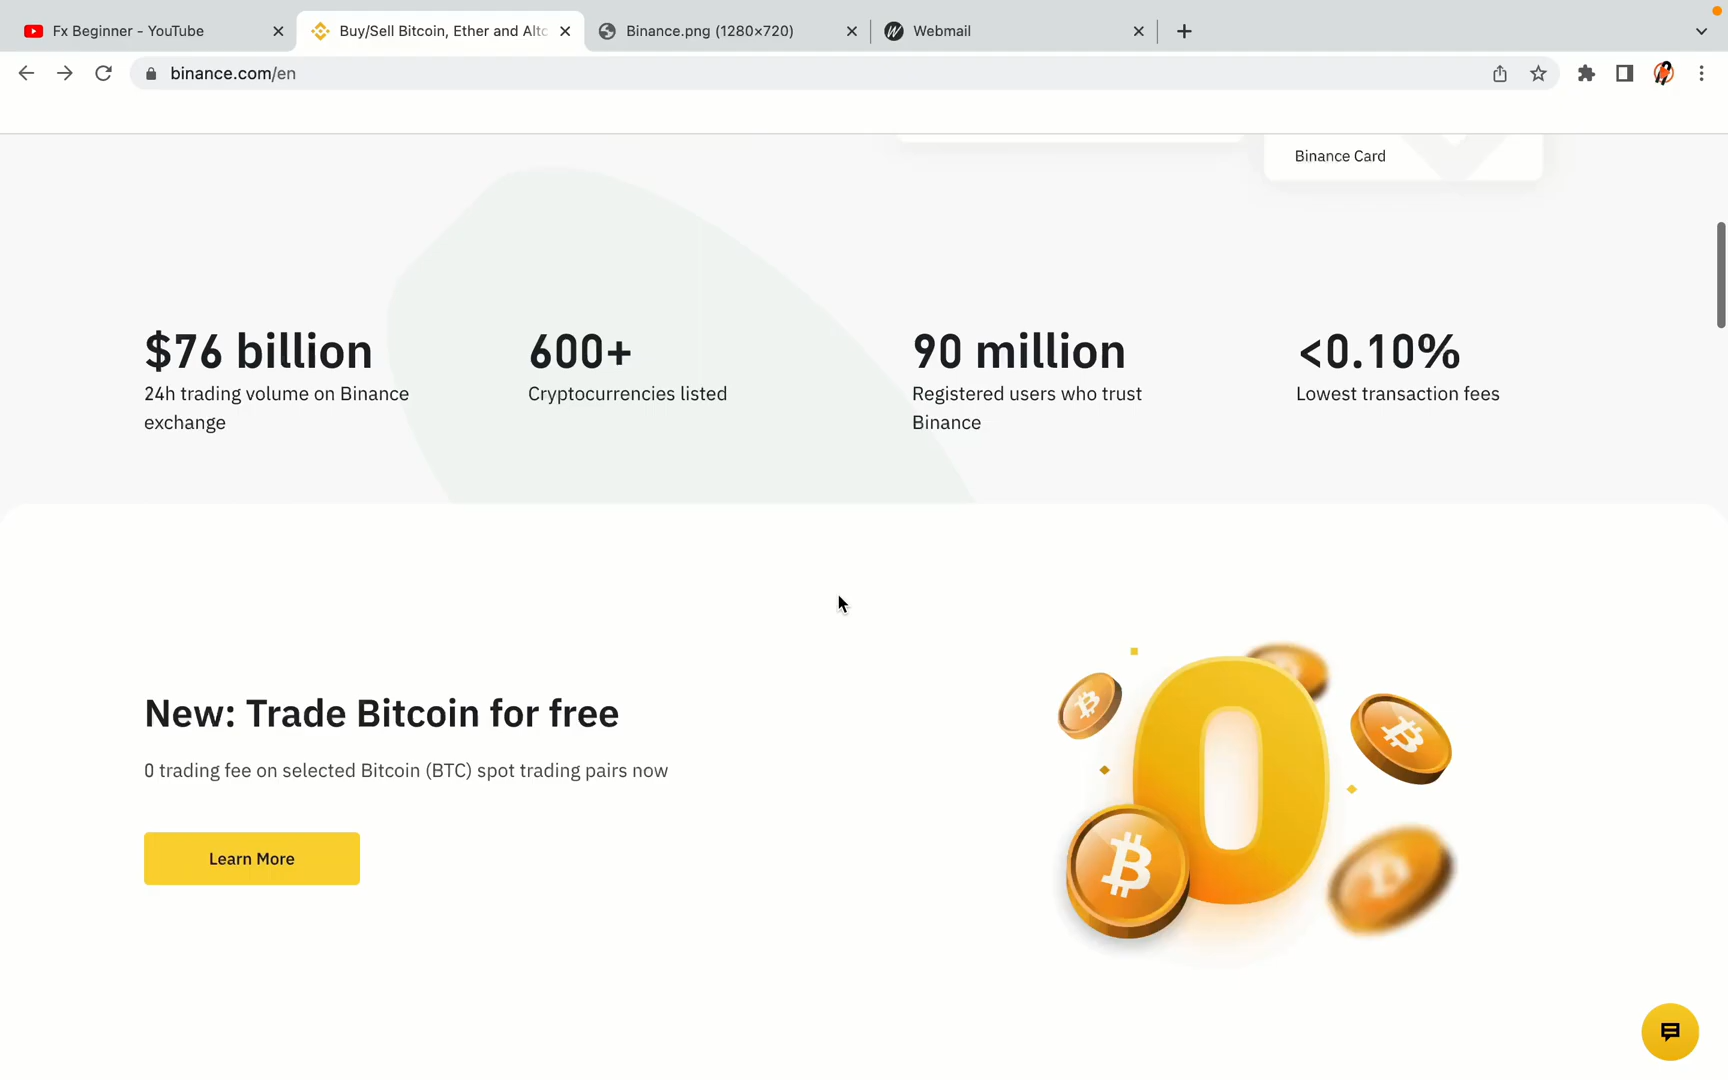 Fx Beginner - YouTube
Buy/Sell Bitcoin, Ether and Altc
Binance.png (1280×720)
Webmail
binance.com/en
Binance Card
$76 billion
24h trading volume on Binance
exchange
600+
Cryptocurrencies listed
90 million
Registered users who trust
Binance
<0.10%
Lowest transaction fees
New: Trade Bitcoin for free
0 trading fee on selected Bitcoin (BTC) spot trading pairs now
Learn More
0